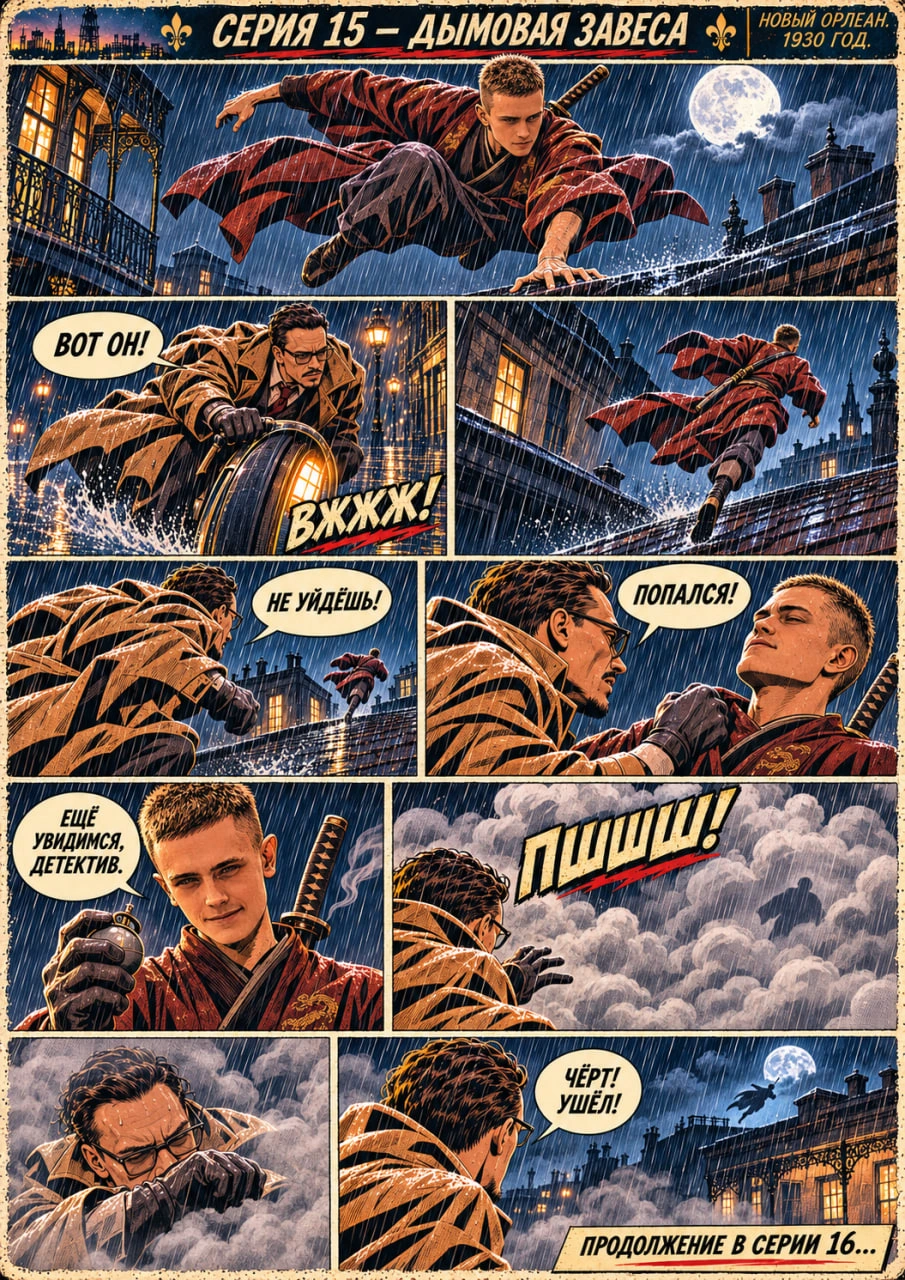 СЕРИЯ 15 – ДЫМОВАЯ ЗАВЕСА
НОВЫЙ ОРЛЕАН.
1930 ГОД.
ВОТ ОН!
ВЖЖЖ!
НЕ УЙДЁШЬ!
ПОПАЛСЯ!
ЕЩЁ
УВИДИМСЯ,
ДЕТЕКТИВ.
ПШШШ!
ЧЁРТ!
УШЁЛ!
ПРОДОЛЖЕНИЕ В СЕРИИ 16...